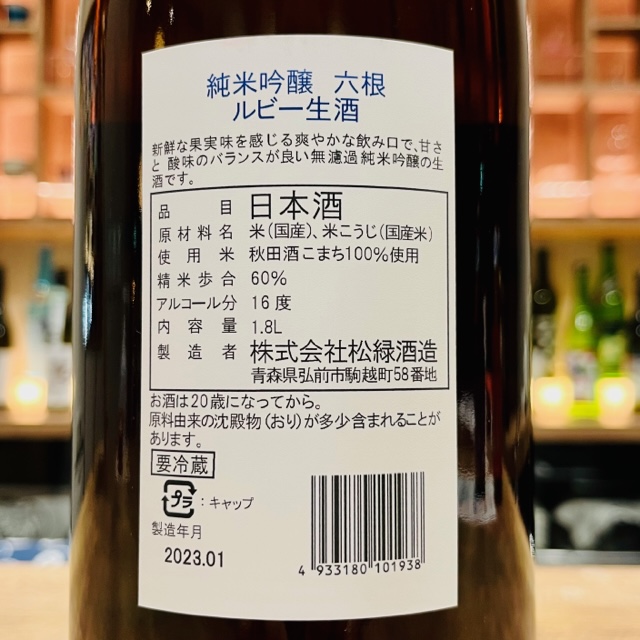 純米吟醸 六根
ルビー生酒
新鮮な果実味を感じる爽やかな飲み口で、甘さ
と 酸味のバランスが良い無濾過純米吟醸の生
酒です。
品目 日本酒
原材料名 米(国産)、米こうじ(国産米)
使用米 秋田酒こまち100%使用
精米歩合 60%
アルコール分 16度
内容量 1.8L
製造者 株式会社松緑酒造
青森県弘前市駒越町58番地
お酒は20歳になってから。
原料由来の沈殿物(おり)が多少含まれることが
あります。
要冷蔵
プラ:キャップ
製造年月
2023.01
4 933180 101938